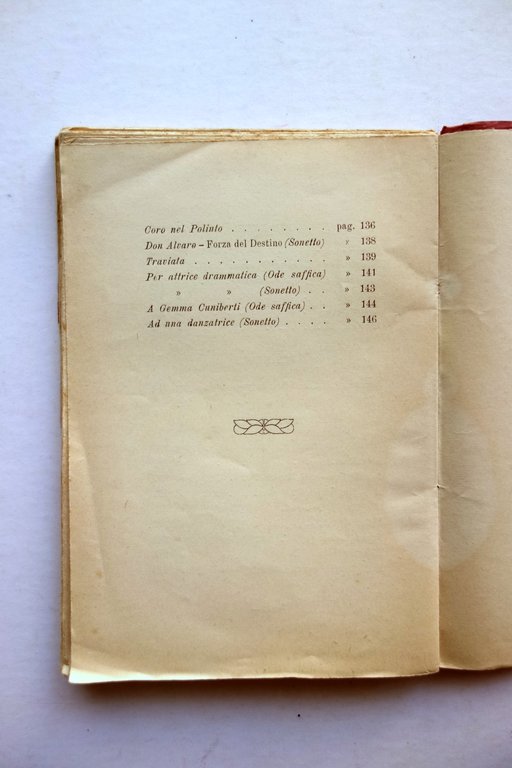 Coro nel Poliuto . . . . . . . . pag. 136
Don Alvaro – Forza del Destino (Sonetto) » 138
Traviata . . . . . . . . . . . » 139
Per attrice drammatica (Ode saffica) » 141
» » (Sonetto) . . » 143
A Gemma Cuniberti (Ode saffica) . . » 144
Ad una danzatrice (Sonetto) . . . . » 146